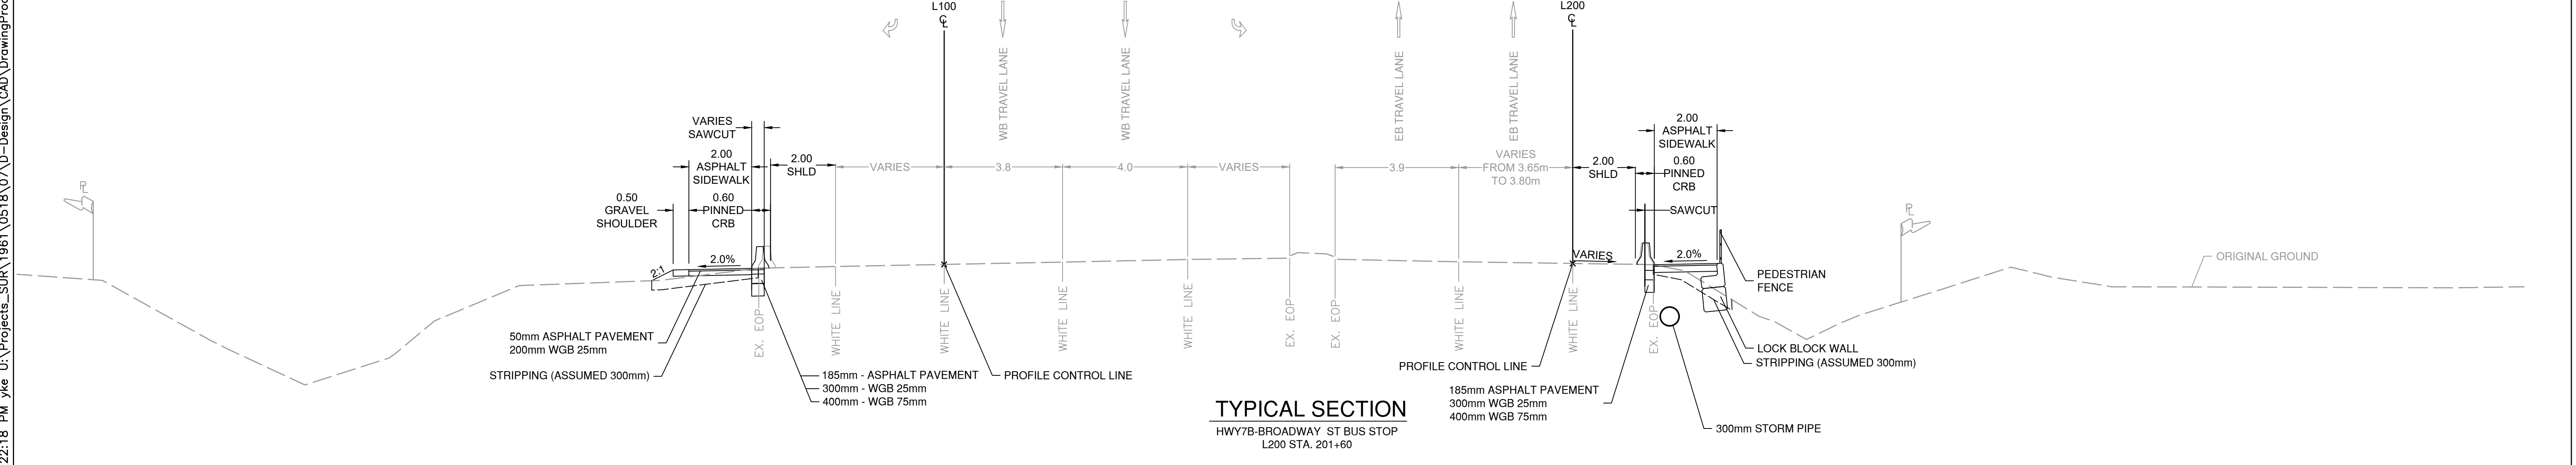 22:18 PM yke U:\Projects_SUR\1961\0518\07\D-Design\CAD\DrawingProd
L100
CL
L200
CL
WB TRAVEL LANE
WB TRAVEL LANE
EB TRAVEL LANE
EB TRAVEL LANE
VARIES
SAWCUT
2.00
ASPHALT
SIDEWALK
2.00
SHLD
VARIES
3.8
4.0
VARIES
3.9
VARIES
FROM 3.65m
TO 3.80m
2.00
SHLD
2.00
ASPHALT
SIDEWALK
0.60
PINNED
CRB
SAWCUT
PL
0.50
GRAVEL
SHOULDER
0.60
PINNED
CRB
PL
2:1
2.0%
VARIES
2.0%
PEDESTRIAN
FENCE
ORIGINAL GROUND
EX. EOP
WHITE LINE
WHITE LINE
WHITE LINE
WHITE LINE
EX. EOP
EX. EOP
WHITE LINE
WHITE LINE
EX. EOP
50mm ASPHALT PAVEMENT
200mm WGB 25mm
STRIPPING (ASSUMED 300mm)
185mm - ASPHALT PAVEMENT
300mm - WGB 25mm
400mm - WGB 75mm
PROFILE CONTROL LINE
PROFILE CONTROL LINE
185mm ASPHALT PAVEMENT
300mm WGB 25mm
400mm WGB 75mm
LOCK BLOCK WALL
STRIPPING (ASSUMED 300mm)
300mm STORM PIPE
TYPICAL SECTION
HWY7B-BROADWAY ST BUS STOP
L200 STA. 201+60